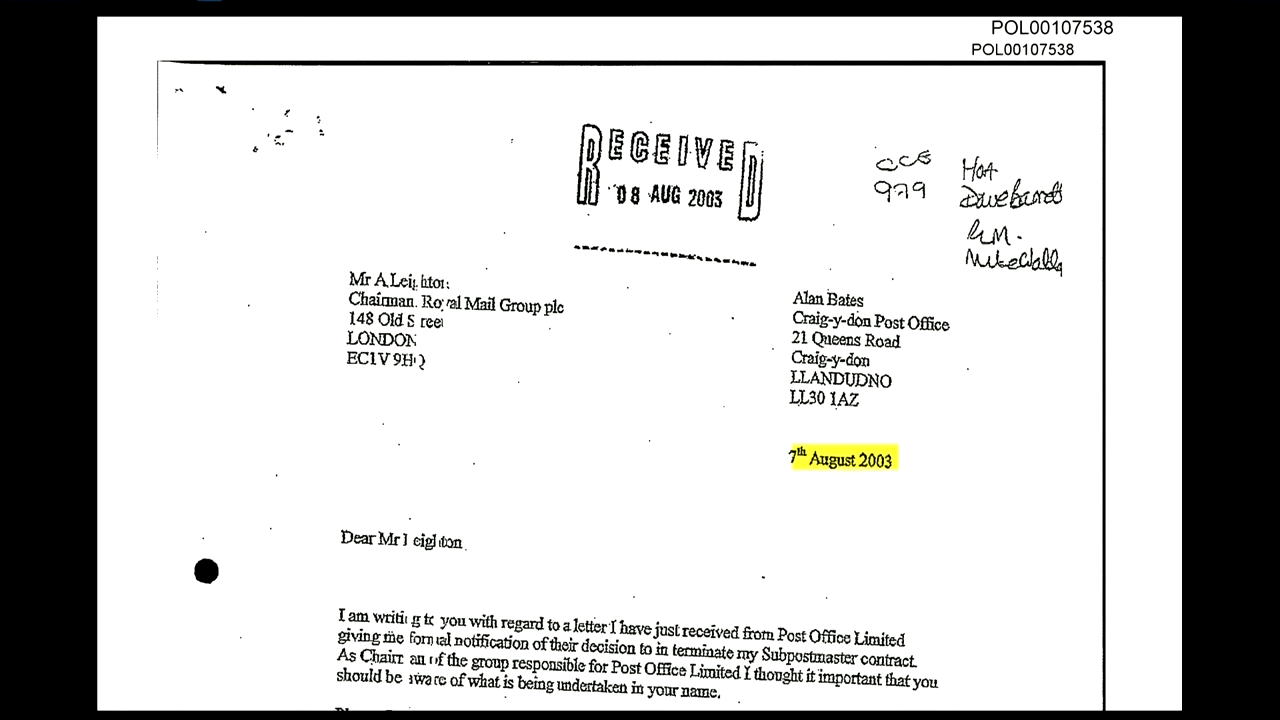 POL00107538
POL00107538
RECEIVED
08 AUG 2003
929
Mr A Leighton
Chairman. Royal Mail Group plc
148 Old Street
LONDON
EC1V 9HQ
Alan Bates
Craig-y-don Post Office
21 Queens Road
Craig-y-don
LLANDUDNO
LL30 1AZ
7th August 2003
Dear Mr Leighton
I am writing to you with regard to a letter I have just received from Post Office Limited
giving me formal notification of their decision to in terminate my Subpostmaster contract.
As Chairman of the group responsible for Post Office Limited I thought it important that you
should be aware of what is being undertaken in your name.